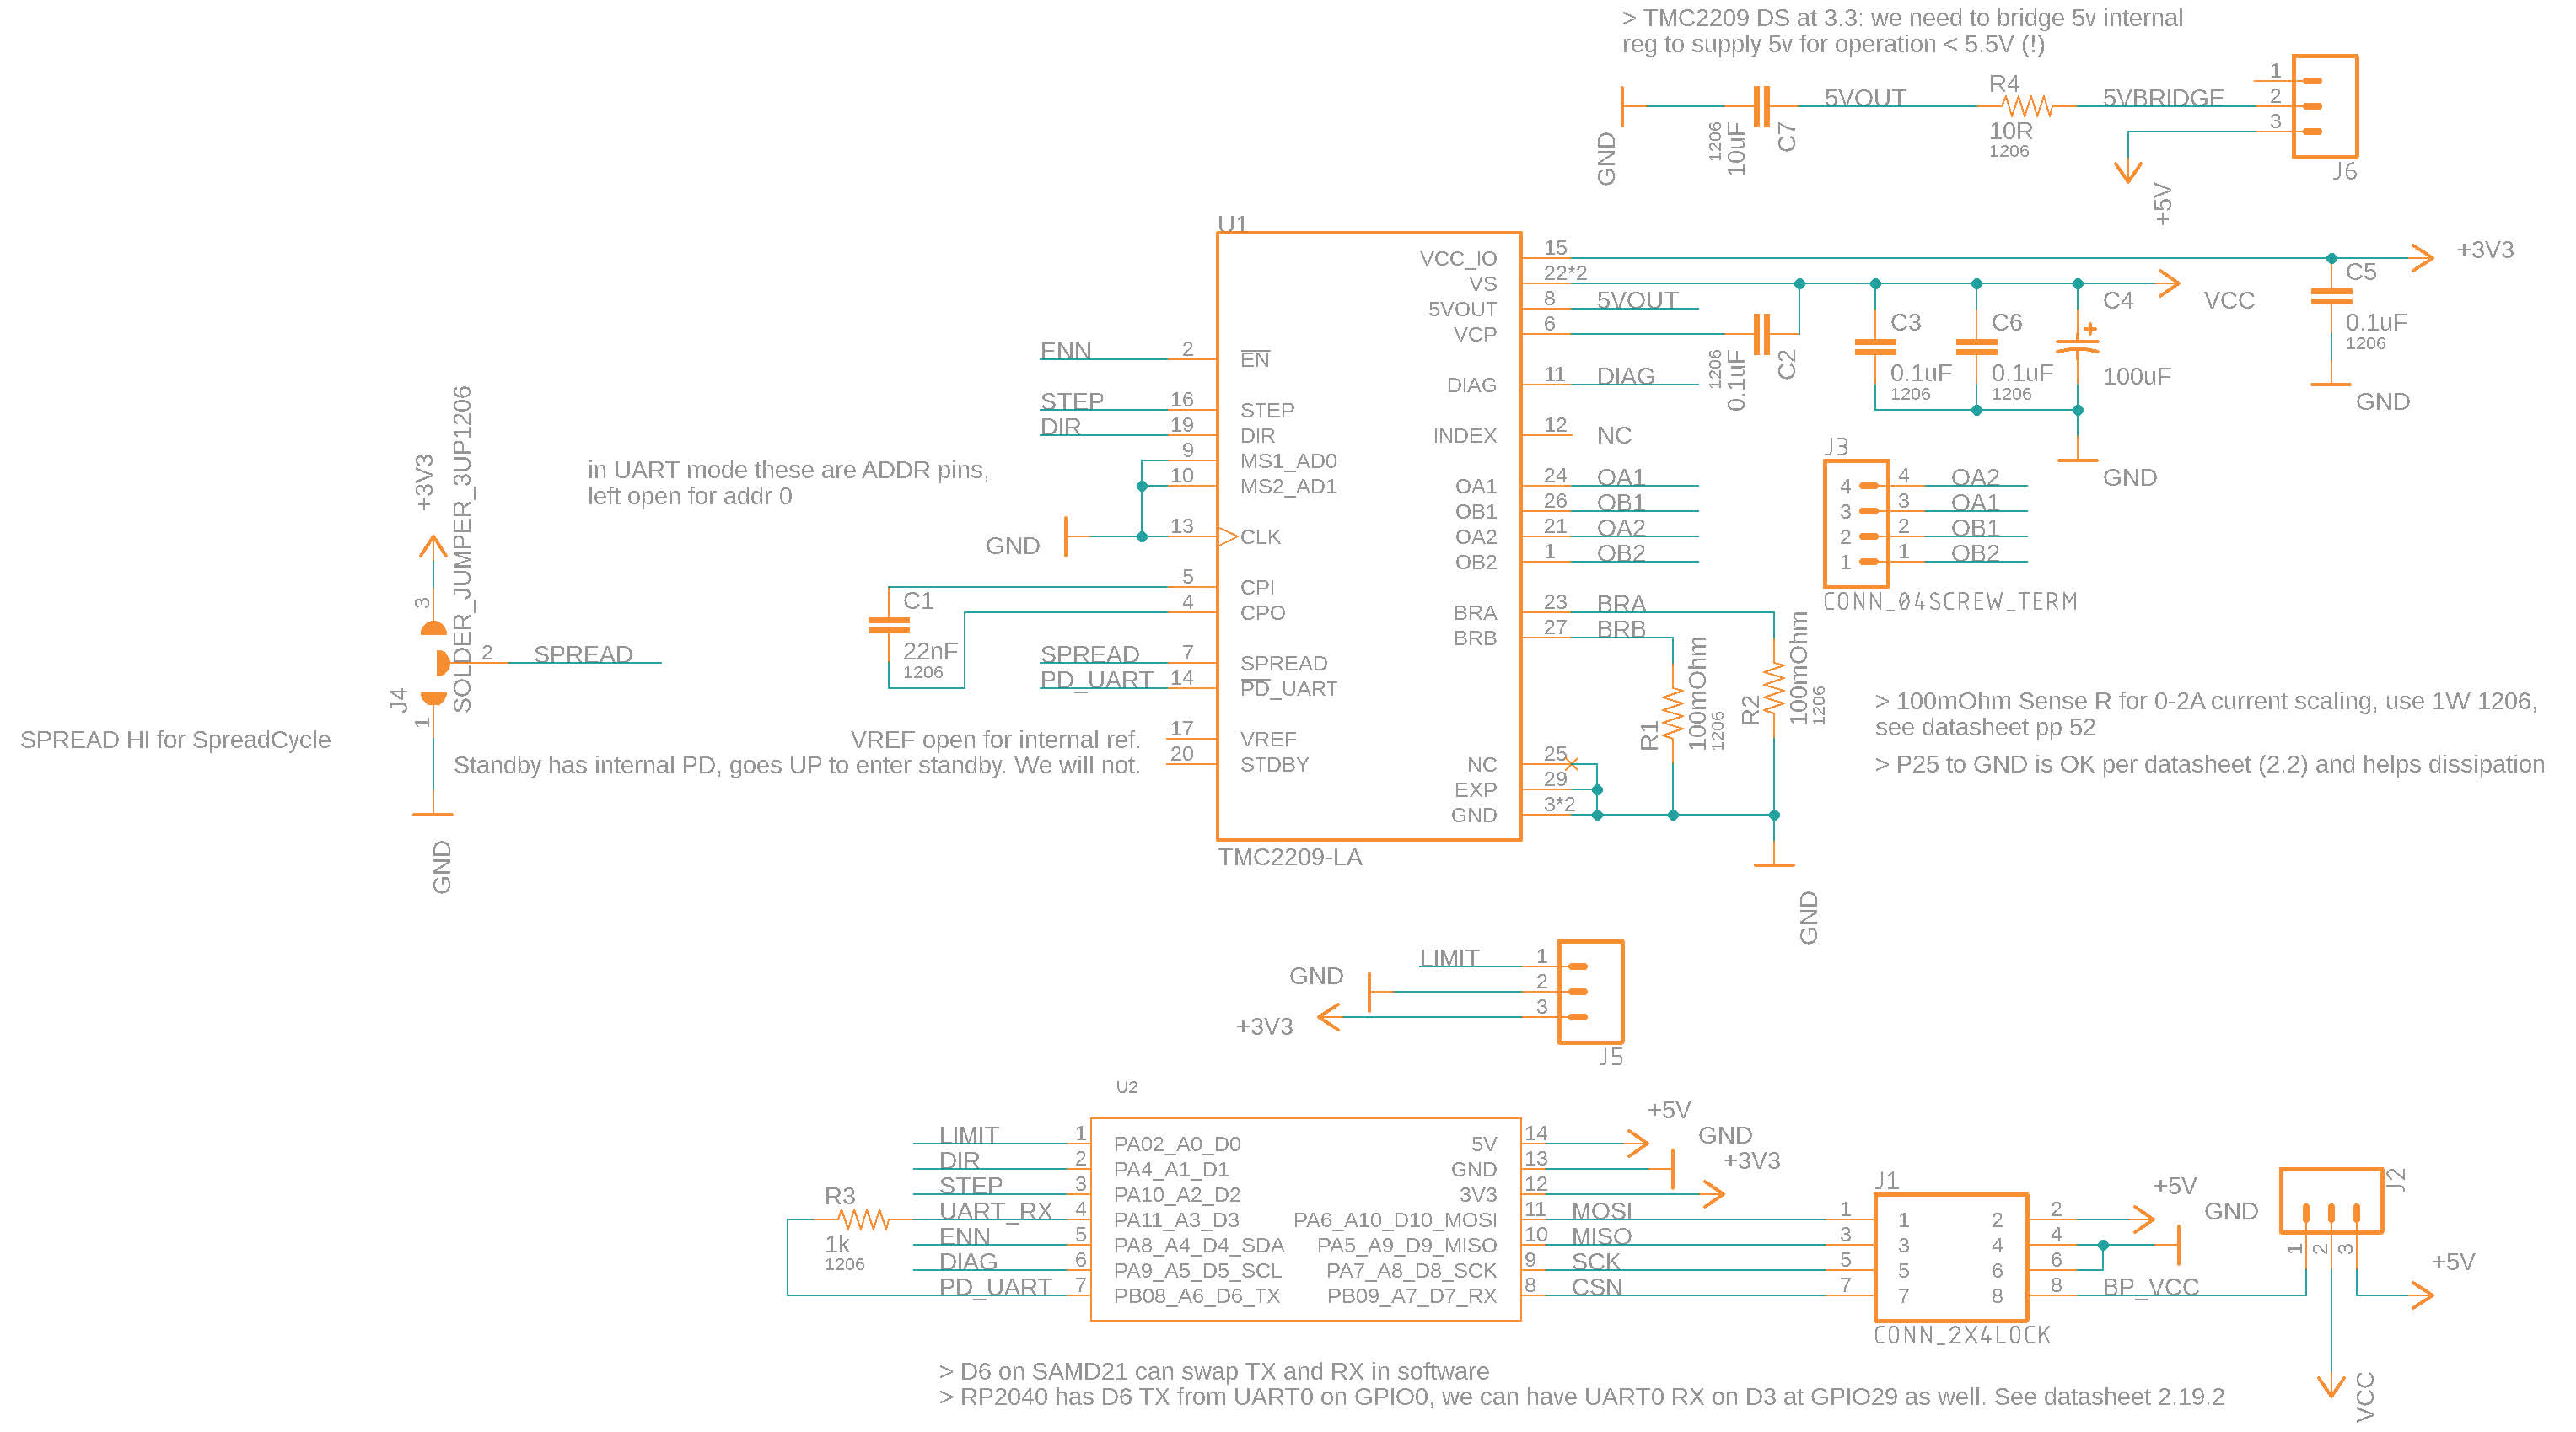 > TMC2209 DS at 3.3: we need to bridge 5v internal
reg to supply 5v for operation < 5.5V (!)
GND
1206
10uF
C7
5VOUT
R4
10R
1206
5VBRIDGE
1
2
3
J6
+5V
U1
VCC_IO
VS
5VOUT
VCP
DIAG
INDEX
OA1
OB1
OA2
OB2
BRA
BRB
NC
EXP
GND
15
22*2
8
6
11
12
24
26
21
1
23
27
25
29
3*2
EN
STEP
DIR
MS1_AD0
MS2_AD1
CLK
CPI
CPO
SPREAD
PD_UART
VREF
STDBY
2
16
19
9
10
13
5
4
7
14
17
20
TMC2209-LA
ENN
STEP
DIR
GND
SPREAD
PD_UART
C1
22nF
1206
5VOUT
DIAG
NC
OA1
OB1
OA2
OB2
BRA
BRB
1206
0.1uF
C2
C3
0.1uF
1206
C6
0.1uF
1206
C4
100uF
VCC
GND
+3V3
C5
0.1uF
1206
GND
J3
4
3
2
1
4
3
2
1
OA2
OA1
OB1
OB2
CONN_04SCREW_TERM
R1
100mOhm
1206
R2
100mOhm
1206
GND
> 100mOhm Sense R for 0-2A current scaling, use 1W 1206,
see datasheet pp 52
> P25 to GND is OK per datasheet (2.2) and helps dissipation
in UART mode these are ADDR pins,
left open for addr 0
+3V3
SOLDER_JUMPER_3UP1206
3
2
1
SPREAD
J4
GND
SPREAD HI for SpreadCycle
VREF open for internal ref.
Standby has internal PD, goes UP to enter standby. We will not.
LIMIT
GND
+3V3
1
2
3
J5
U2
LIMIT
DIR
STEP
UART_RX
ENN
DIAG
PD_UART
1
2
3
4
5
6
7
R3
1k
1206
PA02_A0_D0
PA4_A1_D1
PA10_A2_D2
PA11_A3_D3
PA8_A4_D4_SDA
PA9_A5_D5_SCL
PB08_A6_D6_TX
5V
GND
3V3
PA6_A10_D10_MOSI
PA5_A9_D9_MISO
PA7_A8_D8_SCK
PB09_A7_D7_RX
14
13
12
11
10
9
8
+5V
GND
+3V3
MOSI
MISO
SCK
CSN
J1
1
3
5
7
1
3
5
7
2
4
6
8
2
4
6
8
CONN_2X4LOCK
+5V
GND
BP_VCC
J2
1
2
3
+5V
VCC
> D6 on SAMD21 can swap TX and RX in software
> RP2040 has D6 TX from UART0 on GPIO0, we can have UART0 RX on D3 at GPIO29 as well. See datasheet 2.19.2